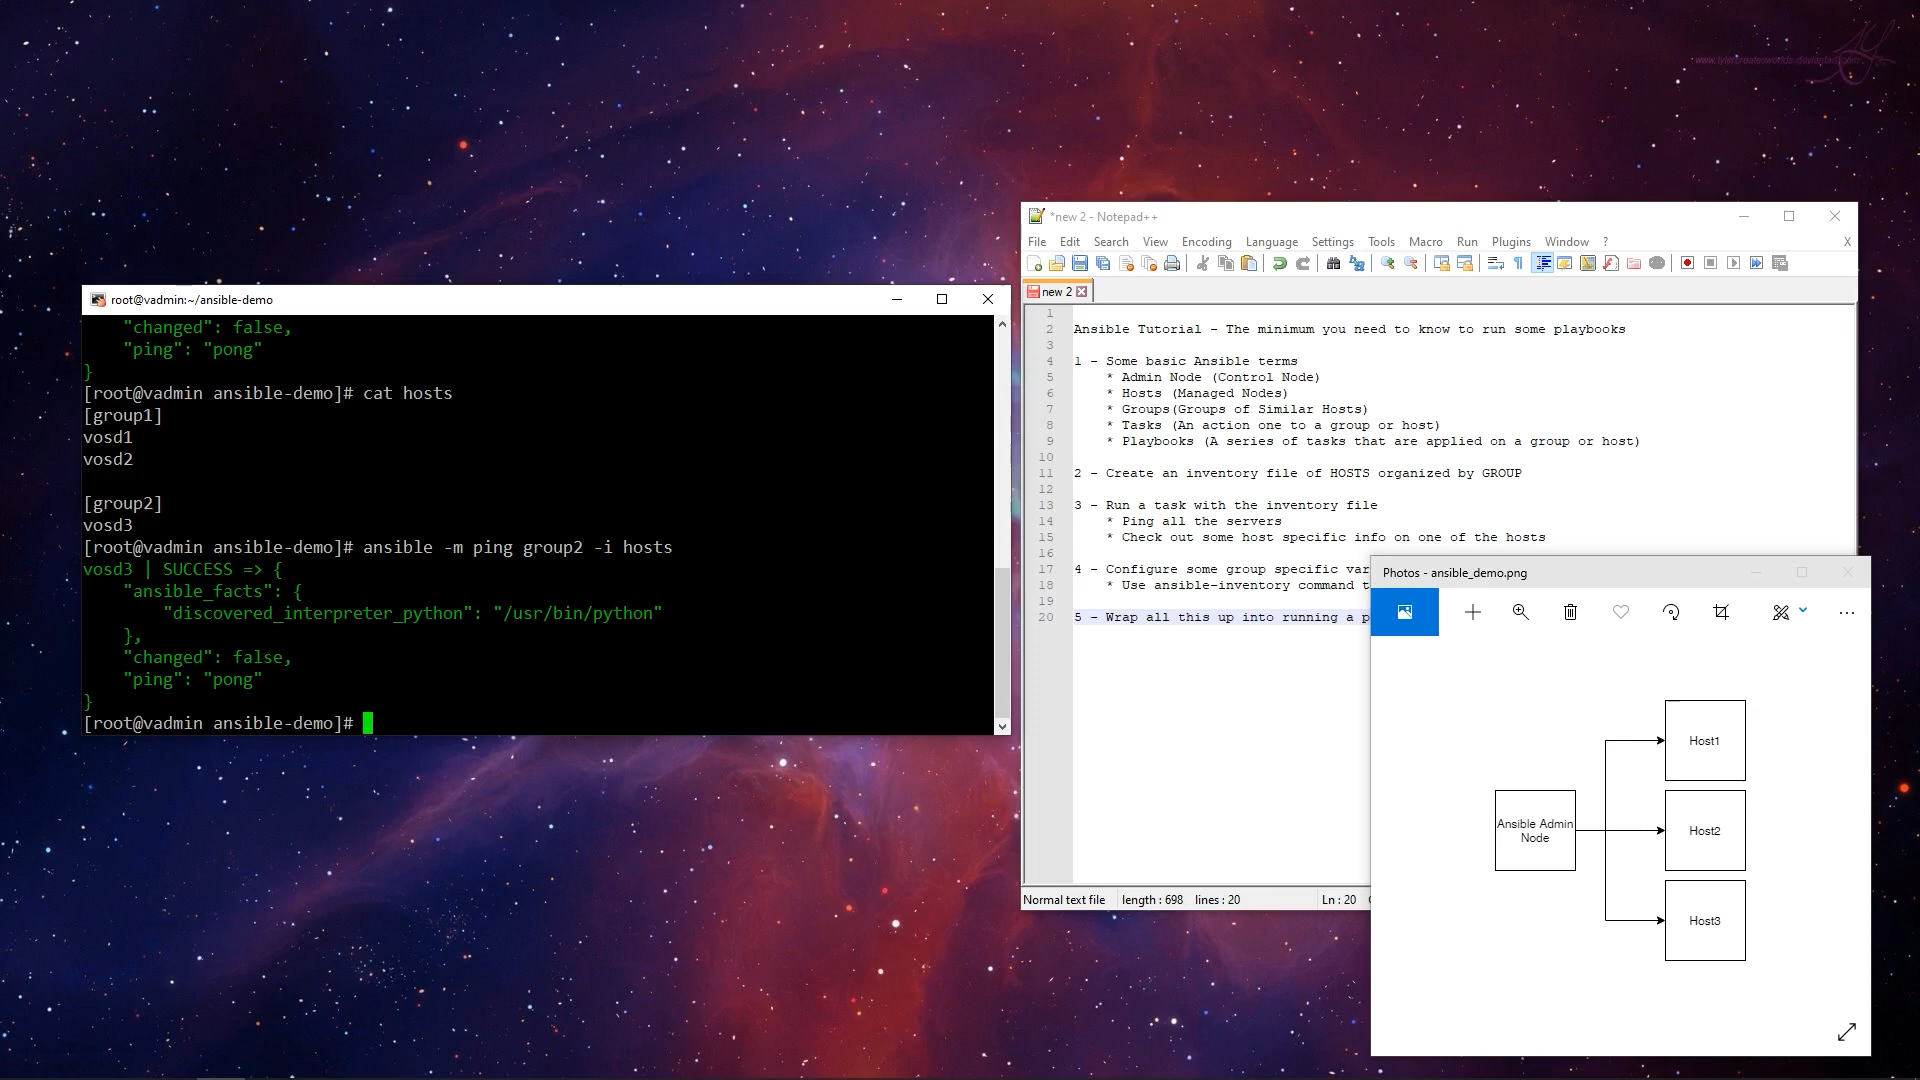 www.tylercreatesworlds.deviantart.com
root@vadmin:~/ansible-demo
"changed": false,
"ping": "pong"
}
[root@vadmin ansible-demo]# cat hosts
[group1]
vosd1
vosd2
[group2]
vosd3
[root@vadmin ansible-demo]# ansible -m ping group2 -i hosts
vosd3 | SUCCESS => {
"ansible_facts": {
"discovered_interpreter_python": "/usr/bin/python"
},
"changed": false,
"ping": "pong"
}
[root@vadmin ansible-demo]#
*new 2 - Notepad++
File Edit Search View Encoding Language Settings Tools Macro Run Plugins Window ? X
new 2
1
2 Ansible Tutorial - The minimum you need to know to run some playbooks
3
4 1 - Some basic Ansible terms
5 * Admin Node (Control Node)
6 * Hosts (Managed Nodes)
7 * Groups(Groups of Similar Hosts)
8 * Tasks (An action one to a group or host)
9 * Playbooks (A series of tasks that are applied on a group or host)
10
11 2 - Create an inventory file of HOSTS organized by GROUP
12
13 3 - Run a task with the inventory file
14 * Ping all the servers
15 * Check out some host specific info on one of the hosts
16
17 4 - Configure some group specific var
18 * Use ansible-inventory command t
19
20 5 - Wrap all this up into running a p
Normal text file length : 698 lines : 20 Ln : 20
Photos - ansible_demo.png
Host1
Ansible Admin
Node
Host2
Host3